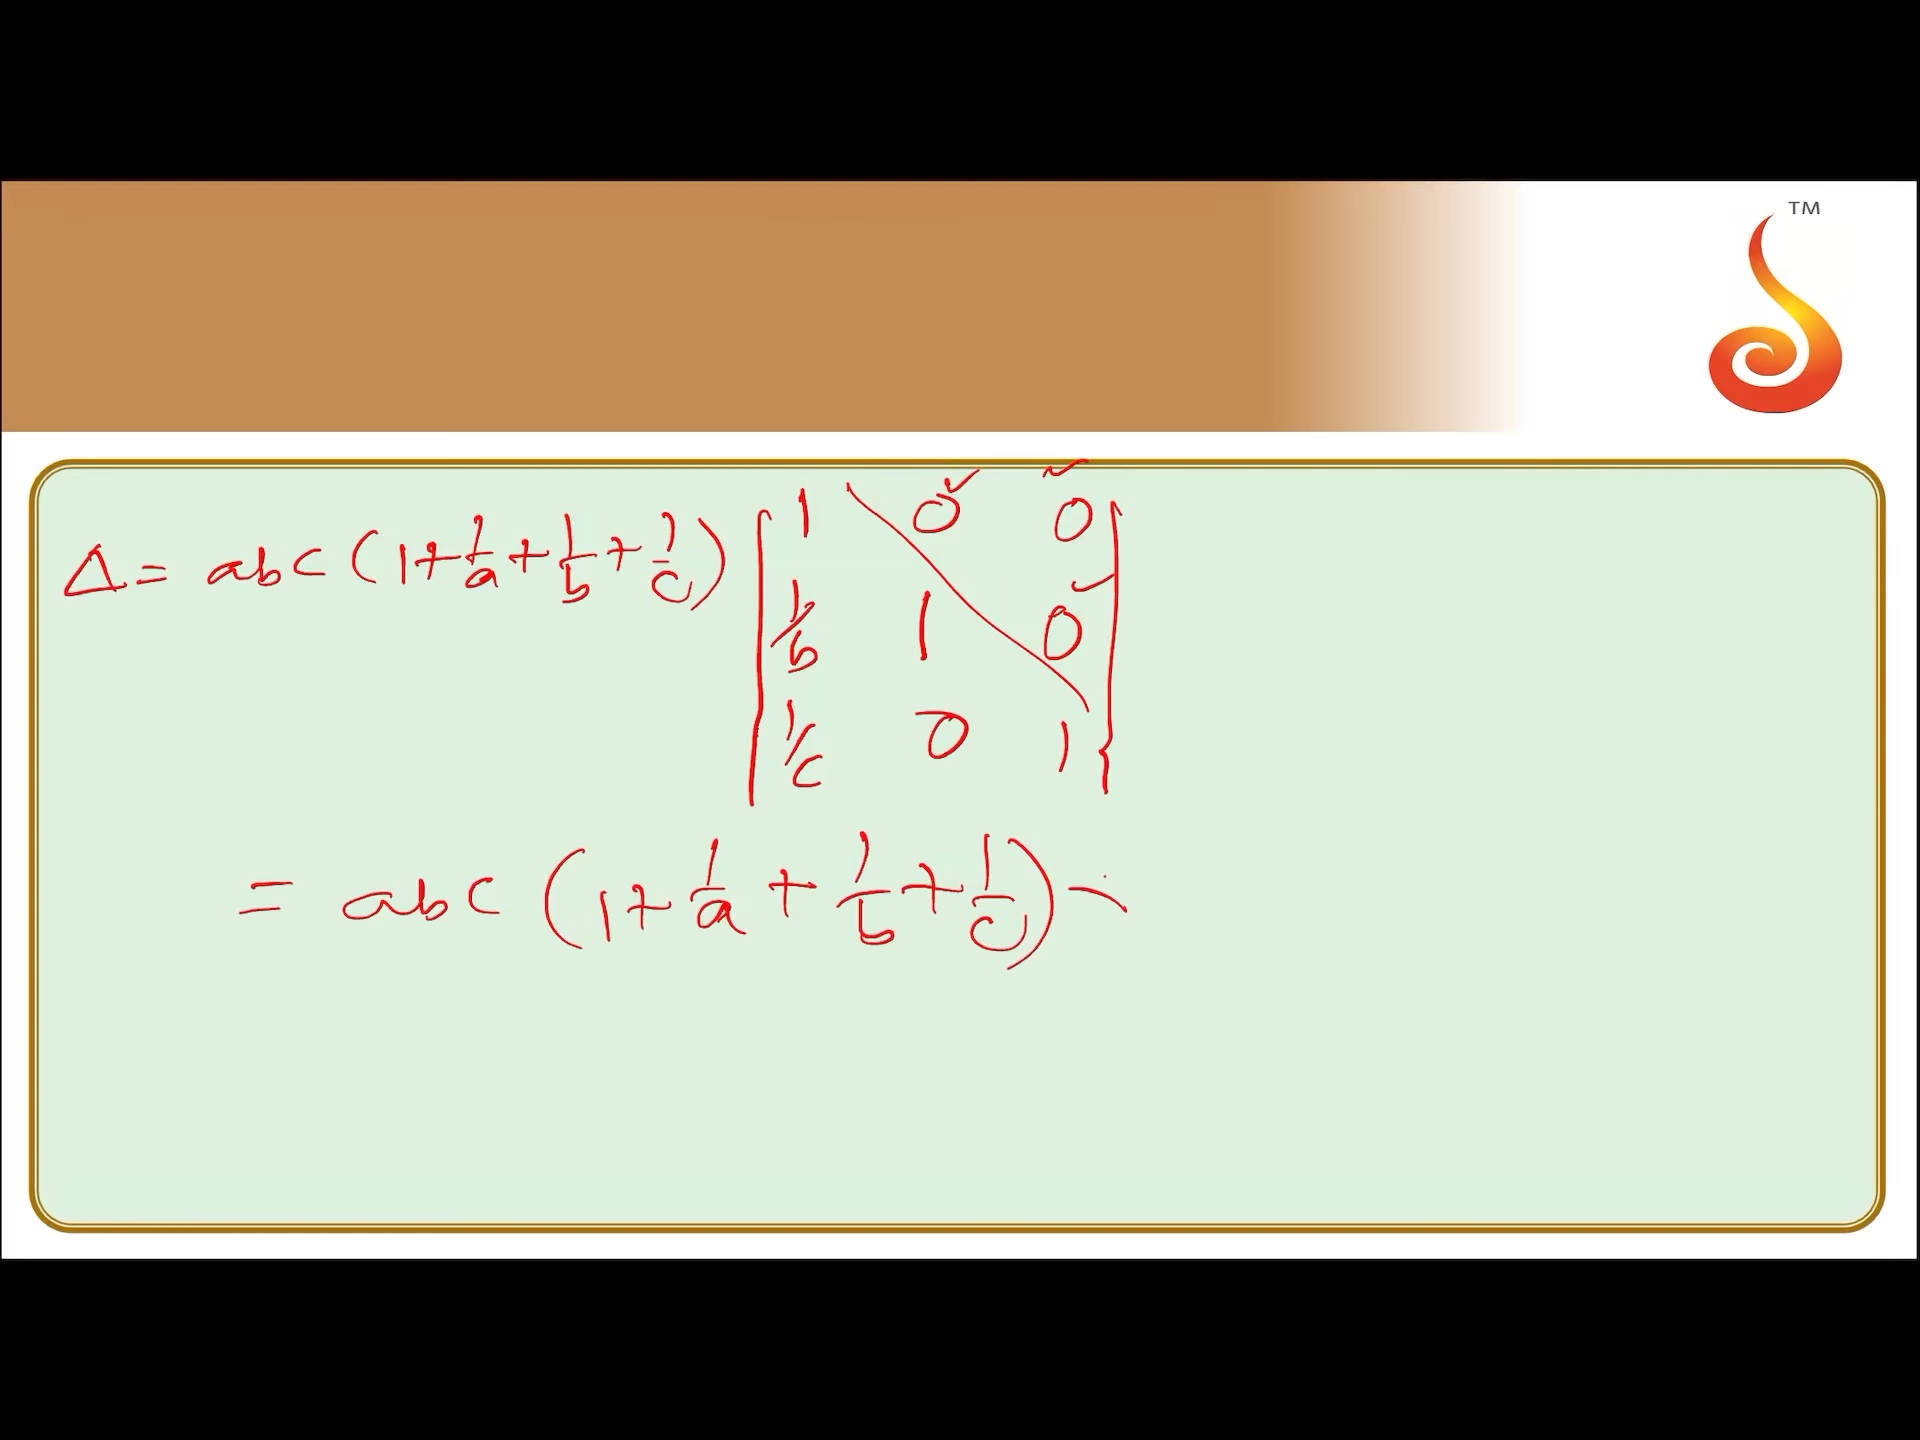 TM
Δ = abc (1 + 1/a + 1/b + 1/c) | 1 0 0
1/b 1 0
1/c 0 1 |
= abc (1 + 1/a + 1/b + 1/c)